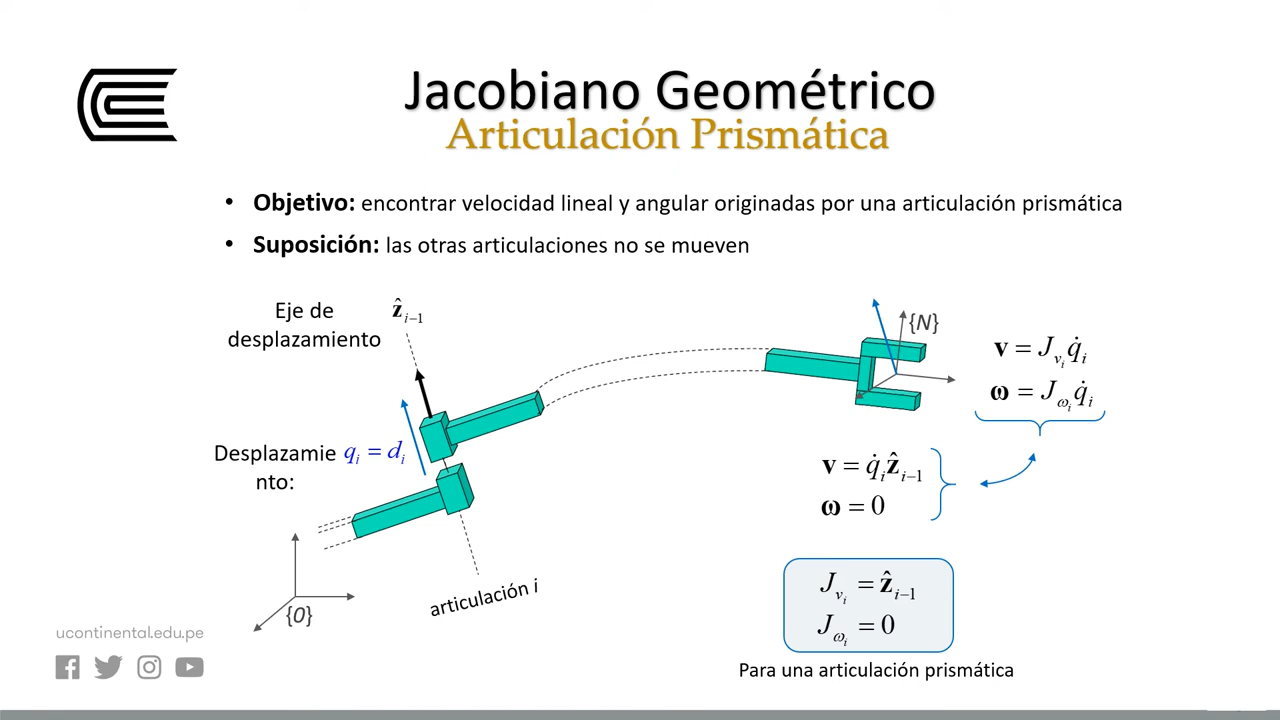 Jacobiano Geométrico
Articulación Prismática
• Objetivo: encontrar velocidad lineal y angular originadas por una articulación prismática
• Suposición: las otras articulaciones no se mueven
Eje de
desplazamiento
ẑ_{i−1}
{N}
v = J_{v_i} q̇_i
ω = J_{ω_i} q̇_i
Desplazamie
nto:
q_i = d_i
v = q̇_i ẑ_{i−1}
ω = 0
{0}
articulación i
J_{v_i} = ẑ_{i−1}
J_{ω_i} = 0
Para una articulación prismática
ucontinental.edu.pe